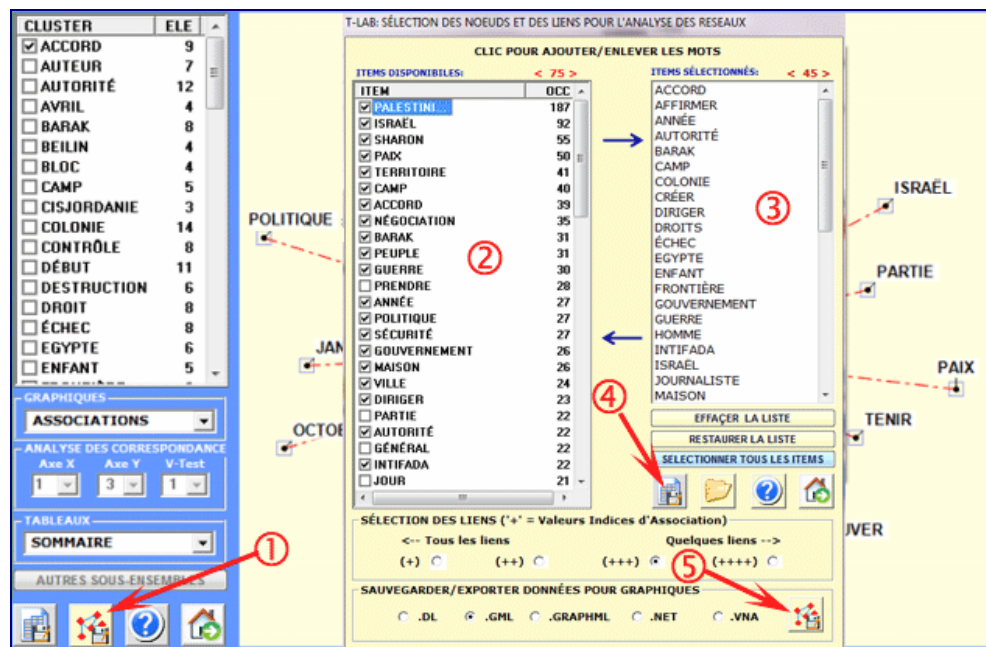 CLUSTER ELE
ACCORD 9
AUTEUR 7
AUTORITÉ 12
AVRIL 4
BARAK 8
BEILIN 4
BLOC 4
CAMP 5
CISJORDANIE 3
COLONIE 14
CONTRÔLE 8
DÉBUT 11
DESTRUCTION 6
DROIT 8
ÉCHEC 8
EGYPTE 6
ENFANT 5
GRAPHIQUES
ASSOCIATIONS
ANALYSE DES CORRESPONDANCE
Axe X Axe Y V-Test
1 3 1
TABLEAUX
SOMMAIRE
AUTRES SOUS-ENSEMBLES
1
POLITIQUE
JAN
OCTOB
T-LAB: SÉLECTION DES NOEUDS ET DES LIENS POUR L'ANALYSE DES RESEAUX
CLIC POUR AJOUTER/ENLEVER LES MOTS
ITEMS DISPONIBILES: < 75 >
ITEM OCC
PALESTINI... 187
ISRAËL 92
SHARON 55
PAIX 50
TERRITOIRE 41
CAMP 40
ACCORD 39
NÉGOCIATION 35
BARAK 31
PEUPLE 31
GUERRE 30
PRENDRE 28
ANNÉE 27
POLITIQUE 27
SÉCURITÉ 27
GOUVERNEMENT 26
MAISON 26
VILLE 24
DIRIGER 23
PARTIE 22
AUTORITÉ 22
GÉNÉRAL 22
INTIFADA 22
JOUR 21
2
ITEMS SÉLECTIONNÉS: < 45 >
ACCORD
AFFIRMER
ANNÉE
AUTORITÉ
BARAK
CAMP
COLONIE
CRÉER
DIRIGER
DROITS
ÉCHEC
EGYPTE
ENFANT
FRONTIÈRE
GOUVERNEMENT
GUERRE
HOMME
INTIFADA
ISRAËL
JOURNALISTE
MAISON
3
4
EFFAÇER LA LISTE
RESTAURER LA LISTE
SELECTIONNER TOUS LES ITEMS
SÉLECTION DES LIENS ('+' = Valeurs Indices d'Association)
<-- Tous les liens Quelques liens -->
(+) (++) (+++) (++++)
5
SAUVEGARDER/EXPORTER DONNÉES POUR GRAPHIQUES
.DL .GML .GRAPHML .NET .VNA
ISRAËL
PARTIE
PAIX
TENIR
UVER